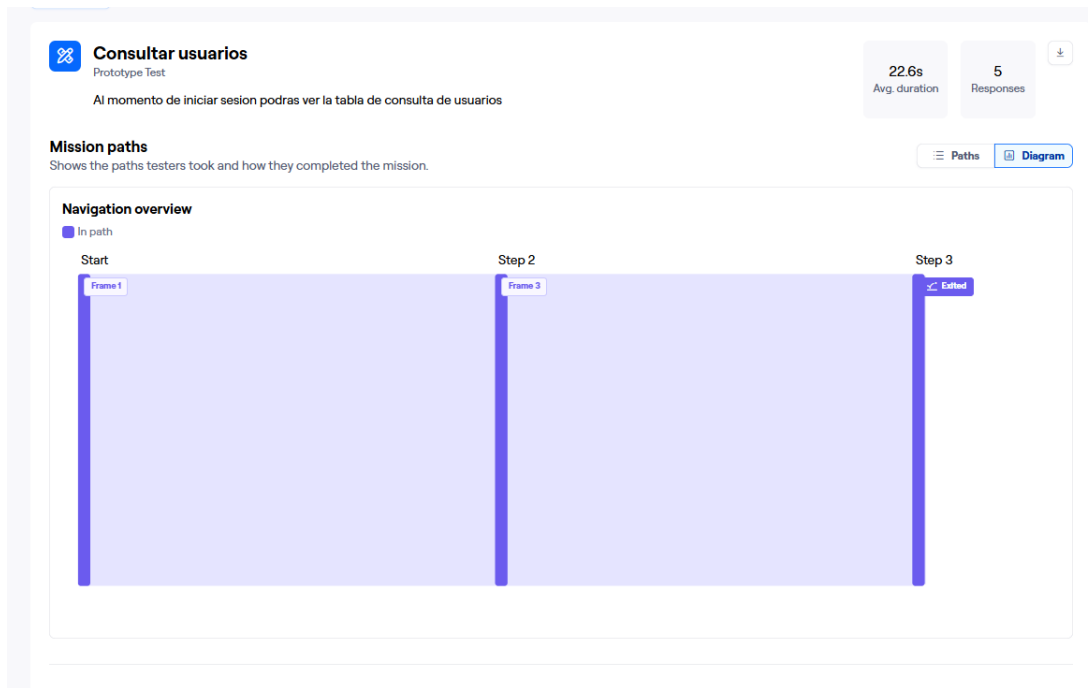 Consultar usuarios
Prototype Test
Al momento de iniciar sesion podras ver la tabla de consulta de usuarios
22.6s
Avg. duration
5
Responses
Mission paths
Shows the paths testers took and how they completed the mission.
Paths
Diagram
Navigation overview
In path
Start
Step 2
Step 3
Frame 1
Frame 3
Exited